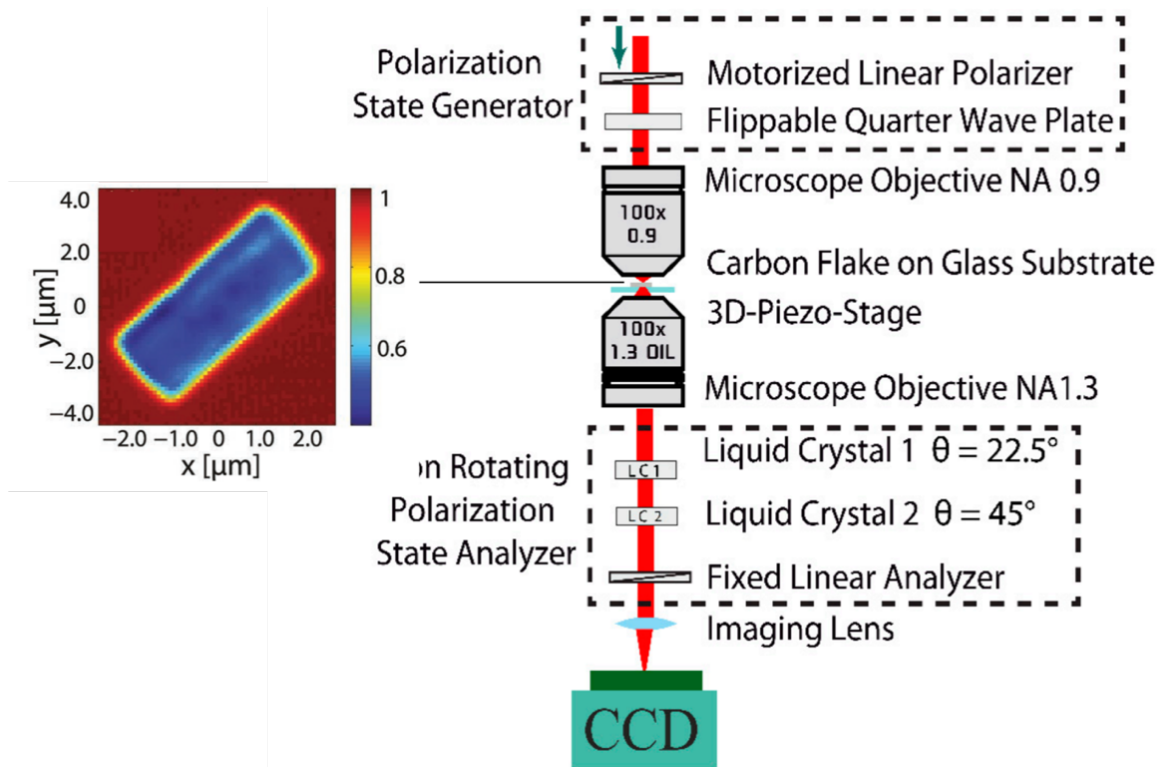 Polarization
State Generator
Motorized Linear Polarizer
Flippable Quarter Wave Plate
Microscope Objective NA 0.9
100x
0.9
Carbon Flake on Glass Substrate
3D-Piezo-Stage
100x
1.3 OIL
Microscope Objective NA1.3
4.0
2.0
0
−2.0
−4.0
y [µm]
−2.0 −1.0 0 1.0 2.0
x [µm]
1
0.8
0.6
on Rotating
Polarization
State Analyzer
LC1
Liquid Crystal 1 θ = 22.5°
LC 2
Liquid Crystal 2 θ = 45°
Fixed Linear Analyzer
Imaging Lens
CCD